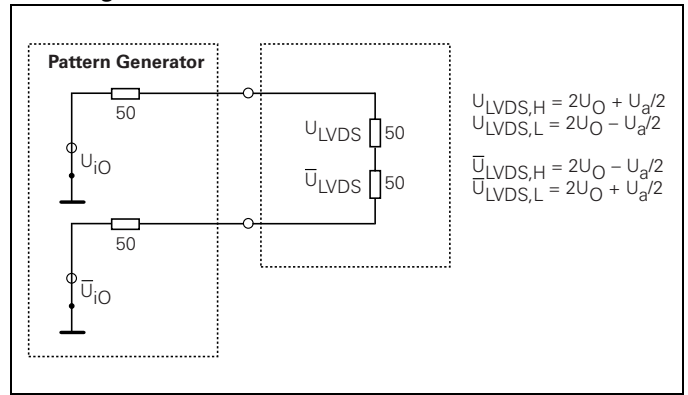 Pattern Generator
50
U_iO
50
Ū_iO
U_LVDS 50
Ū_LVDS 50
U_LVDS,H = 2U_O + U_a/2
U_LVDS,L = 2U_O – U_a/2
Ū_LVDS,H = 2U_O – U_a/2
Ū_LVDS,L = 2U_O + U_a/2